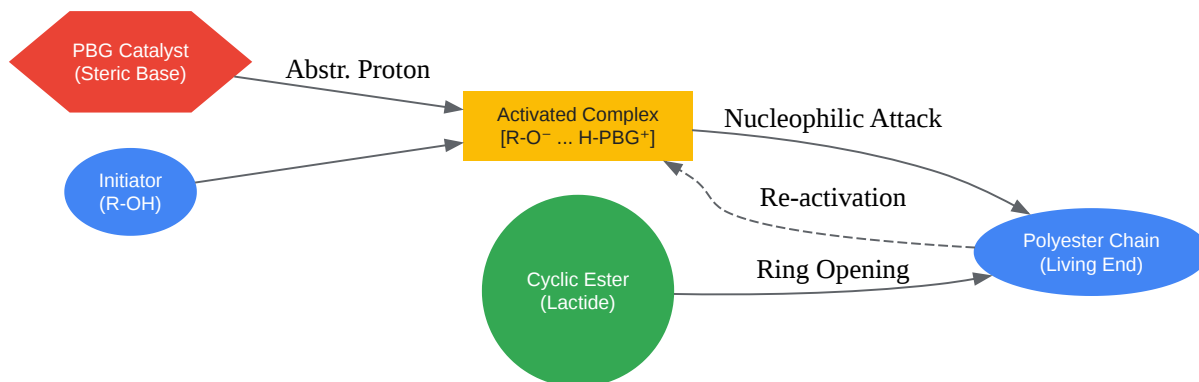 PBG Catalyst
(Steric Base)
Abstr. Proton
Initiator
(R-OH)
Activated Complex
[R-O⁻ ... H-PBG⁺]
Nucleophilic Attack
Re-activation
Cyclic Ester
(Lactide)
Ring Opening
Polyester Chain
(Living End)